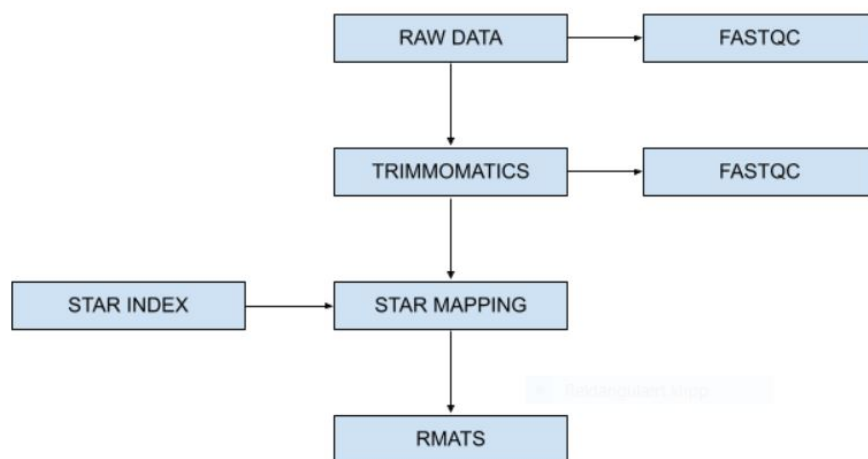 RAW DATA
FASTQC
TRIMMOMATICS
FASTQC
STAR INDEX
STAR MAPPING
RMATS